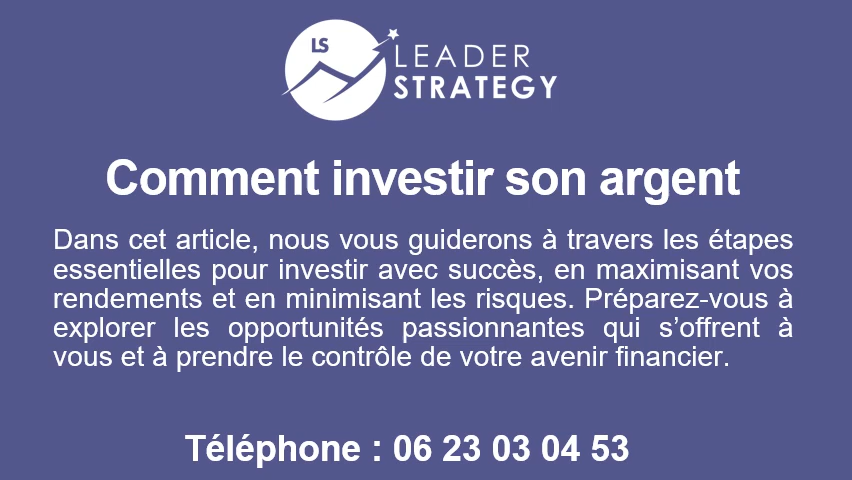 LS
LEADER
STRATEGY
Comment investir son argent
Dans cet article, nous vous guiderons à travers les étapes
essentielles pour investir avec succès, en maximisant vos
rendements et en minimisant les risques. Préparez-vous à
explorer les opportunités passionnantes qui s’offrent à
vous et à prendre le contrôle de votre avenir financier.
Téléphone : 06 23 03 04 53